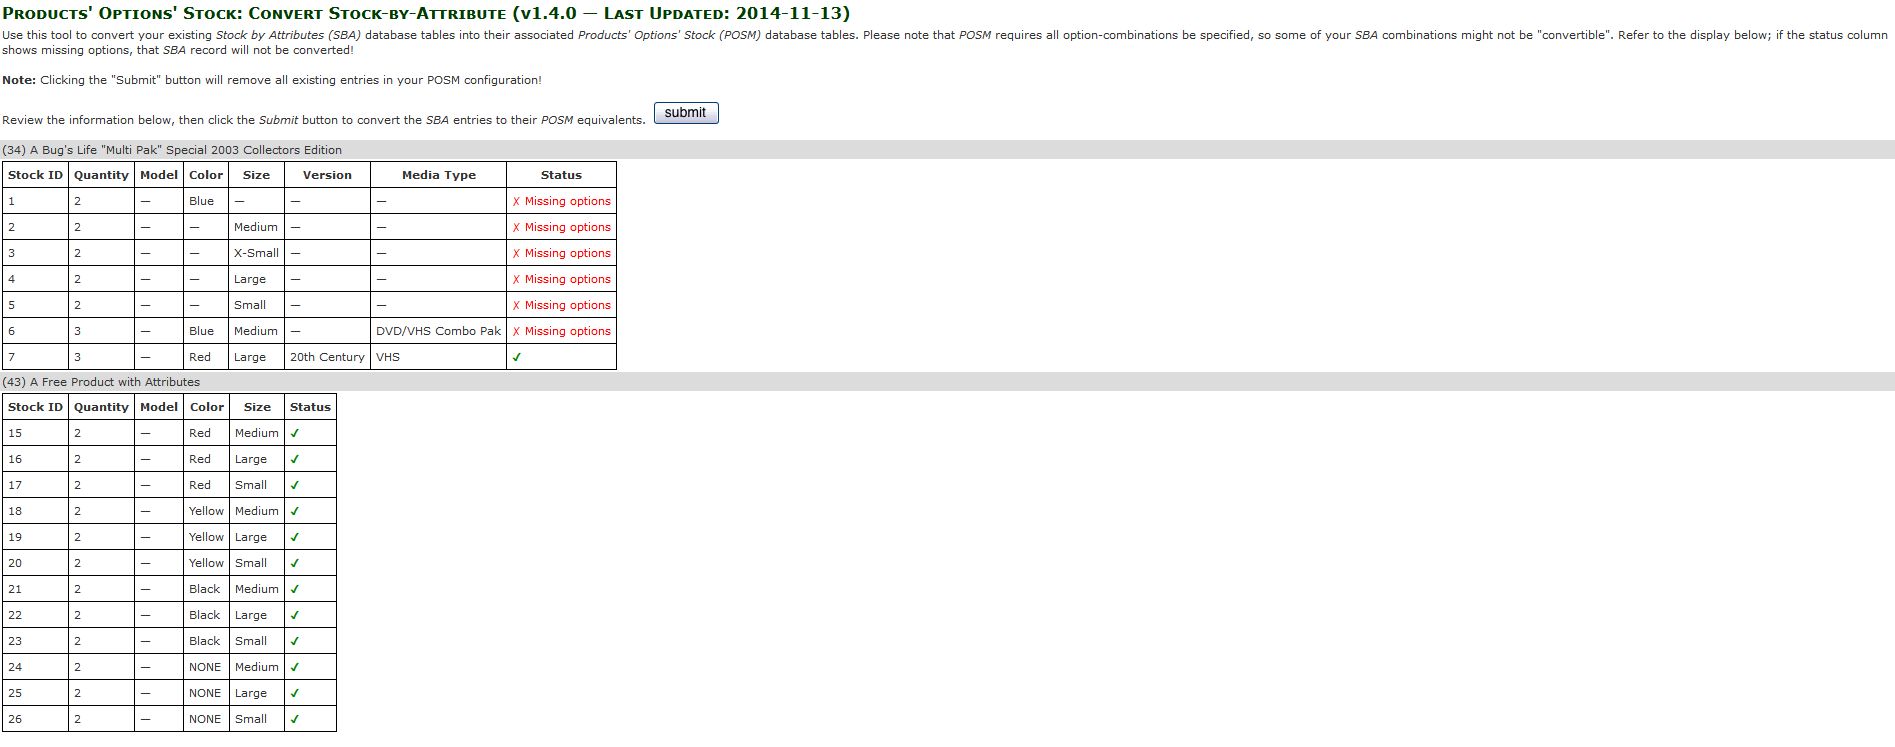 Products' Options' Stock: Convert Stock-by-Attribute (v1.4.0 — Last Updated: 2014-11-13)
Use this tool to convert your existing Stock by Attributes (SBA) database tables into their associated Products' Options' Stock (POSM) database tables. Please note that POSM requires all option-combinations be specified, so some of your SBA combinations might not be "convertible". Refer to the display below; if the status column
shows missing options, that SBA record will not be converted!
Note: Clicking the "Submit" button will remove all existing entries in your POSM configuration!
Review the information below, then click the Submit button to convert the SBA entries to their POSM equivalents. submit
(34) A Bug's Life "Multi Pak" Special 2003 Collectors Edition
Stock ID Quantity Model Color Size Version Media Type Status
1 2 — Blue — — — ✗ Missing options
2 2 — — Medium — — ✗ Missing options
3 2 — — X-Small — — ✗ Missing options
4 2 — — Large — — ✗ Missing options
5 2 — — Small — — ✗ Missing options
6 3 — Blue Medium — DVD/VHS Combo Pak ✗ Missing options
7 3 — Red Large 20th Century VHS ✓
(43) A Free Product with Attributes
Stock ID Quantity Model Color Size Status
15 2 — Red Medium ✓
16 2 — Red Large ✓
17 2 — Red Small ✓
18 2 — Yellow Medium ✓
19 2 — Yellow Large ✓
20 2 — Yellow Small ✓
21 2 — Black Medium ✓
22 2 — Black Large ✓
23 2 — Black Small ✓
24 2 — NONE Medium ✓
25 2 — NONE Large ✓
26 2 — NONE Small ✓